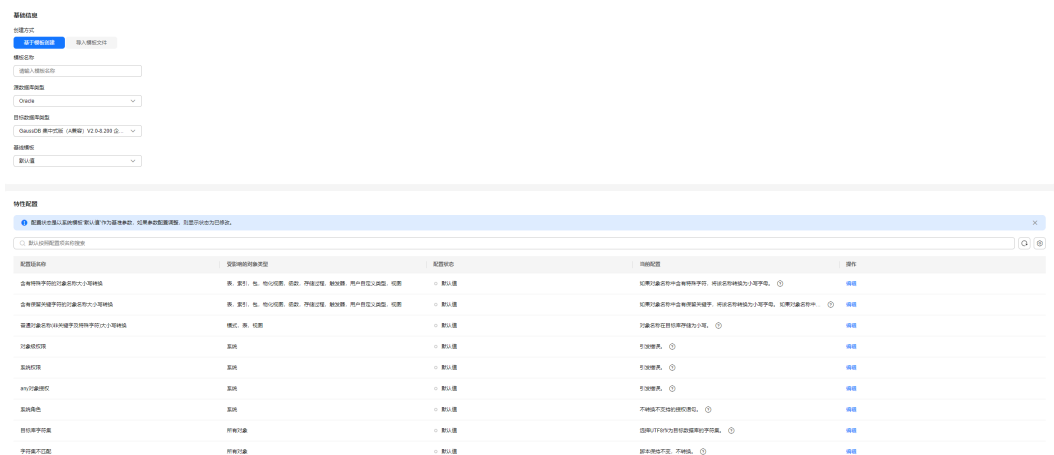 基础信息
创建方式
基于模板创建 导入模板文件
模板名称
请输入模板名称
源数据库类型
Oracle
目标数据库类型
GaussDB 集中式版（A兼容）V2.0-8.200 企...
基础模板
默认值
特性配置
配置状态是以系统模板“默认值”作为基准参数，如果参数配置调整，则显示状态为已修改。
默认按照配置项名称搜索
配置项名称 受影响的对象类型 配置状态 当前配置 操作
含有特殊字符的对象名称大小写转换 表、索引、包、物化视图、函数、存储过程、触发器、用户自定义类型、视图 默认值 如果对象名称中含有特殊字符，将该名称转换为小写字母。 编辑
含有保留关键字符的对象名称大小写转换 表、索引、包、物化视图、函数、存储过程、触发器、用户自定义类型、视图 默认值 如果对象名称中含有保留关键字，将该名称转换为小写字母。 如果对象名称中... 编辑
普通对象名称(非关键字及特殊字符)大小写转换 模式、表、视图 默认值 对象名称在目标库存储为小写。 编辑
对象级权限 系统 默认值 引发错误。 编辑
系统权限 系统 默认值 引发错误。 编辑
any对象授权 系统 默认值 引发错误。 编辑
系统角色 系统 默认值 不转换不支持的授权语句。 编辑
目标库字符集 所有对象 默认值 选择UTF8作为目标数据库的字符集。 编辑
字符集不匹配 所有对象 默认值 脚本保持不变，不转换。 编辑